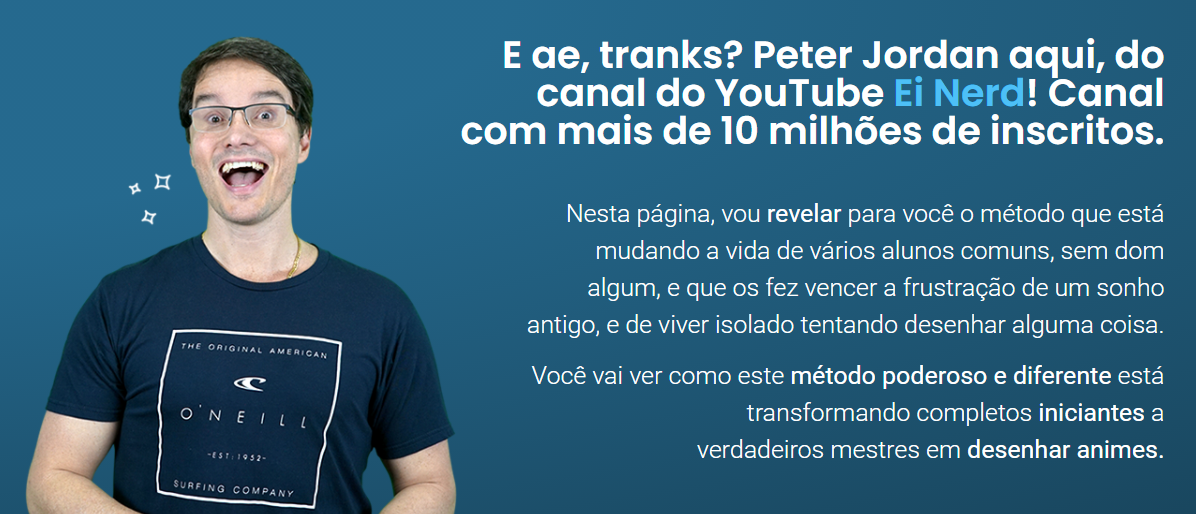 E ae, tranks? Peter Jordan aqui, do
canal do YouTube Ei Nerd! Canal
com mais de 10 milhões de inscritos.
Nesta página, vou revelar para você o método que está
mudando a vida de vários alunos comuns, sem dom
algum, e que os fez vencer a frustração de um sonho
antigo, e de viver isolado tentando desenhar alguma coisa.
Você vai ver como este método poderoso e diferente está
transformando completos iniciantes a
verdadeiros mestres em desenhar animes.
THE ORIGINAL AMERICAN
O'NEILL
-EST:1952-
SURFING COMPANY